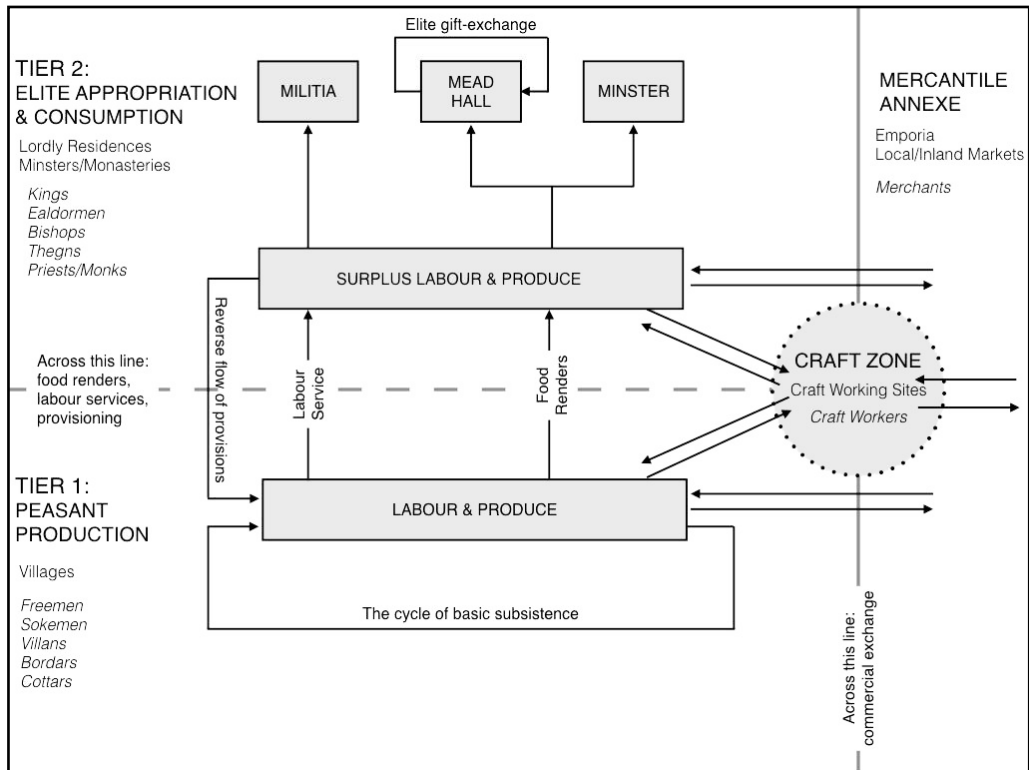 Elite gift-exchange
TIER 2:
ELITE APPROPRIATION
& CONSUMPTION
Lordly Residences
Minsters/Monasteries
Kings
Ealdormen
Bishops
Thegns
Priests/Monks
MILITIA
MEAD
HALL
MINSTER
MERCANTILE
ANNEXE
Emporia
Local/Inland Markets
Merchants
SURPLUS LABOUR & PRODUCE
Reverse flow of provisions
Labour
Service
Food
Renders
Across this line:
food renders,
labour services,
provisioning
CRAFT ZONE
Craft Working Sites
Craft Workers
TIER 1:
PEASANT
PRODUCTION
Villages
Freemen
Sokemen
Villans
Bordars
Cottars
LABOUR & PRODUCE
The cycle of basic subsistence
Across this line:
commercial exchange